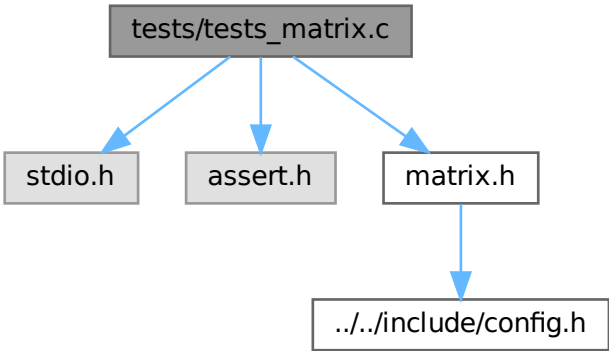 tests/tests_matrix.c
stdio.h
assert.h
matrix.h
../../include/config.h